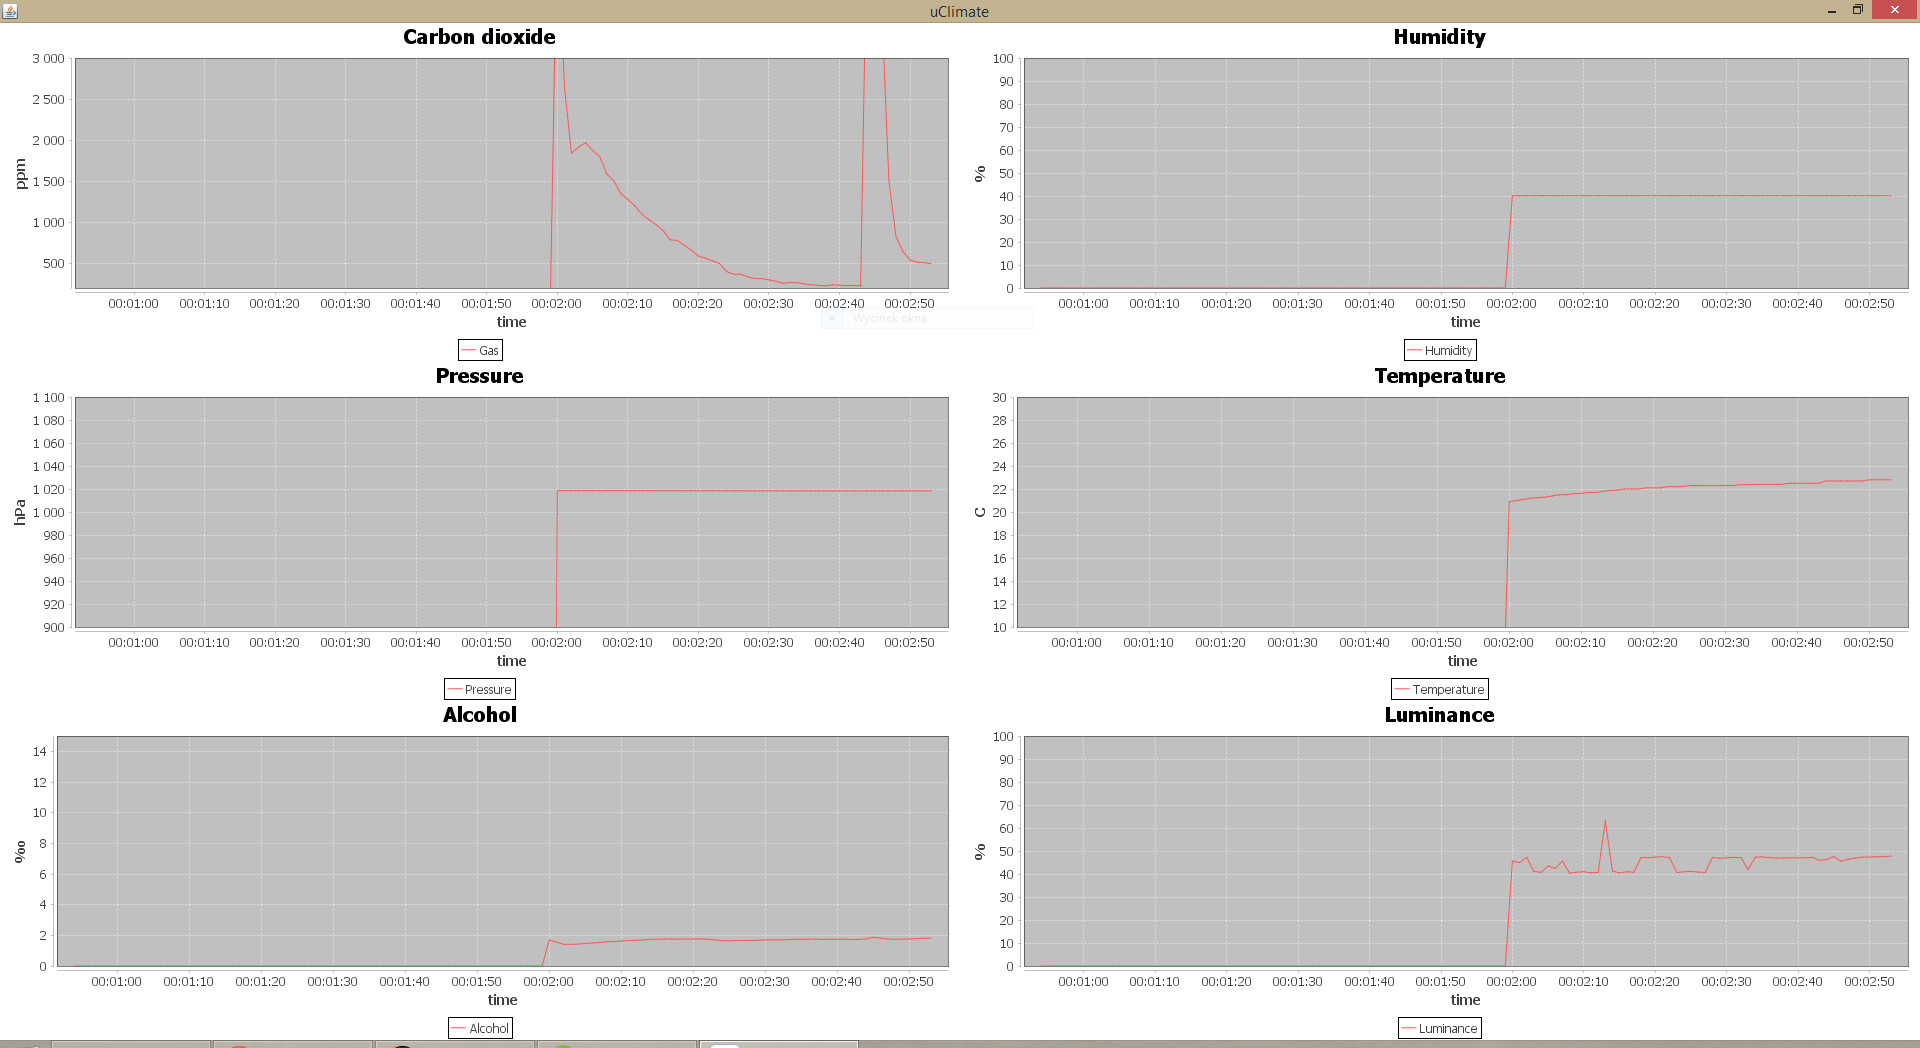 uClimate
Carbon dioxide
3 000
2 500
2 000
1 500
1 000
500
ppm
00:01:00 00:01:10 00:01:20 00:01:30 00:01:40 00:01:50 00:02:00 00:02:10 00:02:20 00:02:30 00:02:40 00:02:50
time
Gas
Humidity
100
90
80
70
60
50
40
30
20
10
0
%
00:01:00 00:01:10 00:01:20 00:01:30 00:01:40 00:01:50 00:02:00 00:02:10 00:02:20 00:02:30 00:02:40 00:02:50
time
Humidity
Wycinek okna
Pressure
1 100
1 080
1 060
1 040
1 020
1 000
980
960
940
920
900
hPa
00:01:00 00:01:10 00:01:20 00:01:30 00:01:40 00:01:50 00:02:00 00:02:10 00:02:20 00:02:30 00:02:40 00:02:50
time
Pressure
Temperature
30
28
26
24
22
20
18
16
14
12
10
C
00:01:00 00:01:10 00:01:20 00:01:30 00:01:40 00:01:50 00:02:00 00:02:10 00:02:20 00:02:30 00:02:40 00:02:50
time
Temperature
Alcohol
14
12
10
8
6
4
2
0
‰
00:01:00 00:01:10 00:01:20 00:01:30 00:01:40 00:01:50 00:02:00 00:02:10 00:02:20 00:02:30 00:02:40 00:02:50
time
Alcohol
Luminance
100
90
80
70
60
50
40
30
20
10
0
%
00:01:00 00:01:10 00:01:20 00:01:30 00:01:40 00:01:50 00:02:00 00:02:10 00:02:20 00:02:30 00:02:40 00:02:50
time
Luminance